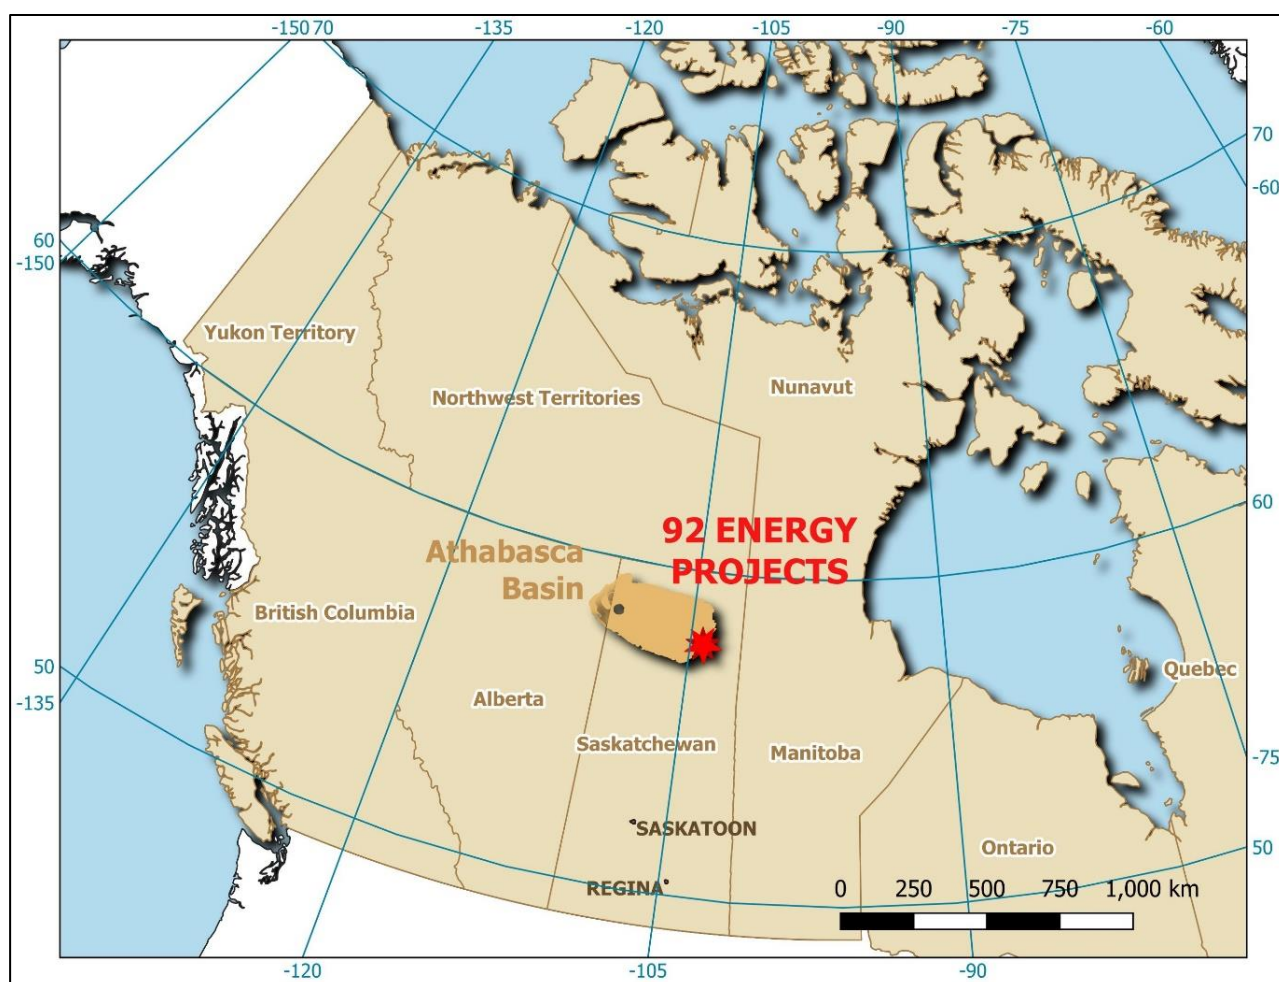 -15070
-135
-120
-105
-90
-75
-60
70
-60
60
-150
Yukon Territory
Northwest Territories
Nunavut
60
92 ENERGY
PROJECTS
Athabasca
Basin
British Columbia
50
-135
Alberta
Quebec
Saskatchewan
Manitoba
-75
SASKATOON
Ontario
50
REGINA
0 250 500 750 1,000 km
-120
-105
-90